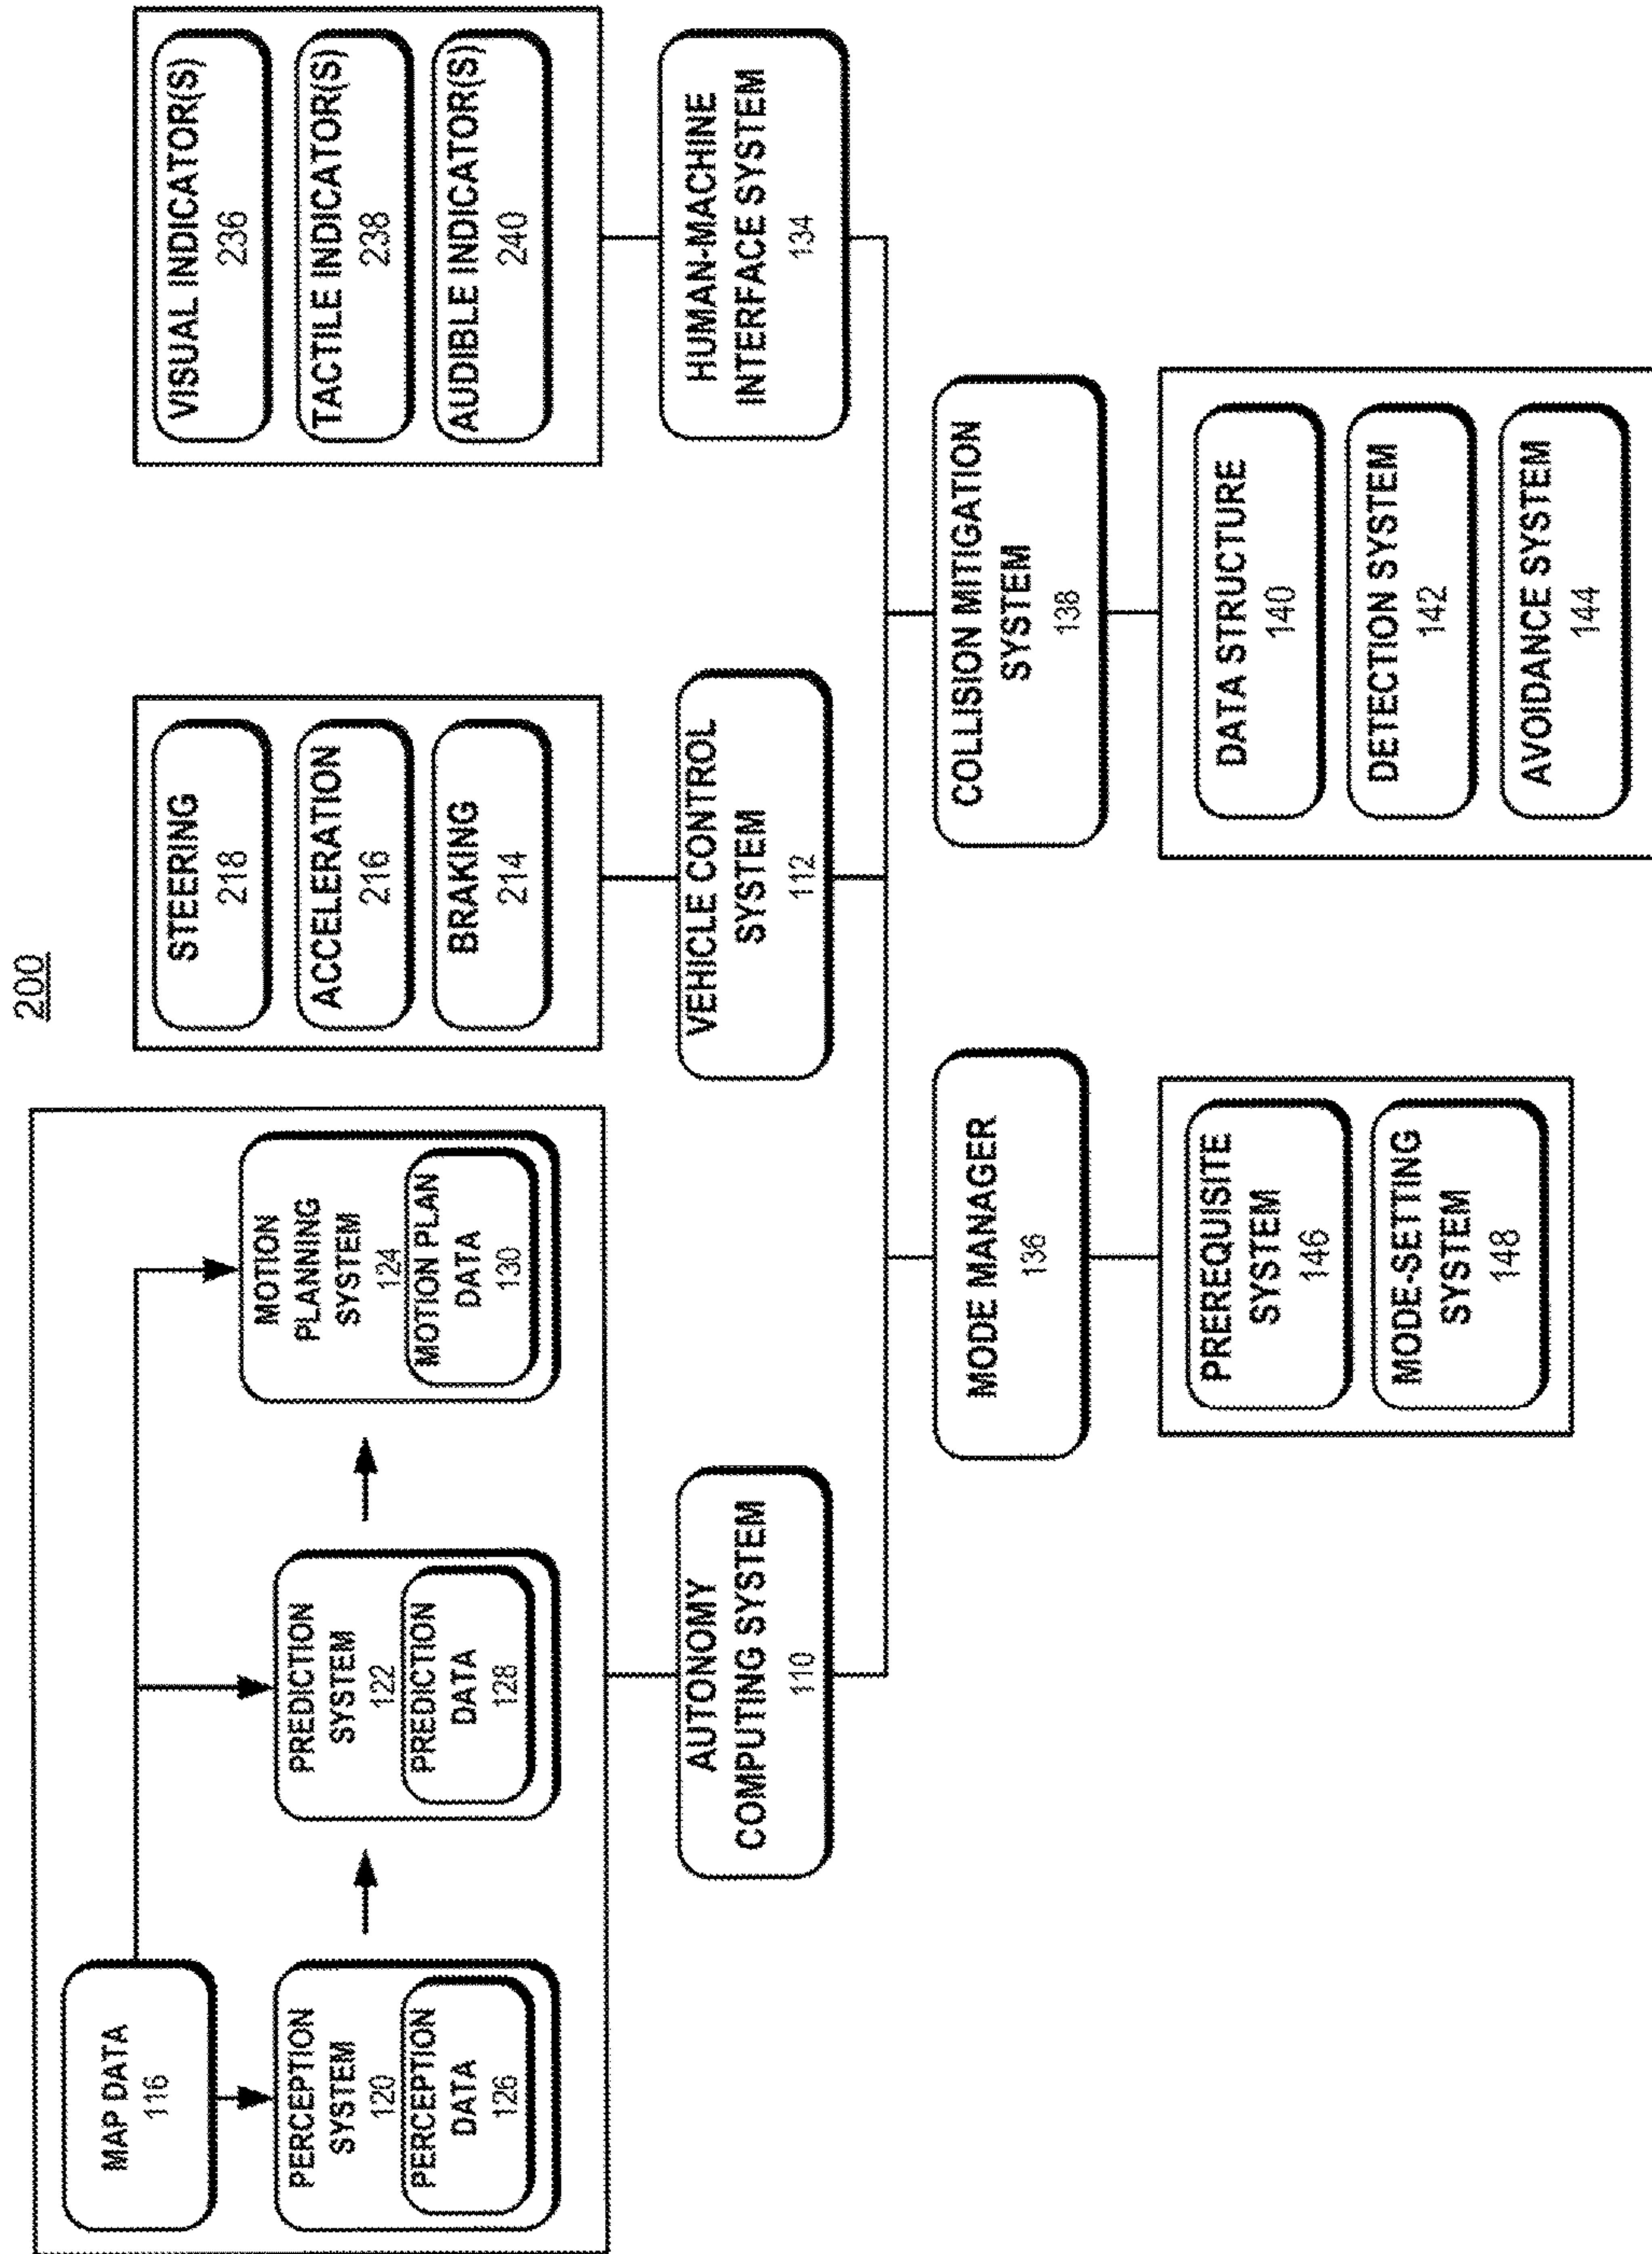 200
MAP DATA
116
PERCEPTION
SYSTEM
120
PERCEPTION
DATA
126
PREDICTION
SYSTEM
122
PREDICTION
DATA
128
MOTION
PLANNING
SYSTEM
124
MOTION PLAN
DATA
130
STEERING
218
ACCELERATION
216
BRAKING
214
VISUAL INDICATOR(S)
236
TACTILE INDICATOR(S)
238
AUDIBLE INDICATOR(S)
240
AUTONOMY
COMPUTING SYSTEM
110
VEHICLE CONTROL
SYSTEM
112
HUMAN-MACHINE
INTERFACE SYSTEM
134
MODE MANAGER
136
COLLISION MITIGATION
SYSTEM
138
PREREQUISITE
SYSTEM
146
MODE-SETTING
SYSTEM
148
DATA STRUCTURE
140
DETECTION SYSTEM
142
AVOIDANCE SYSTEM
144